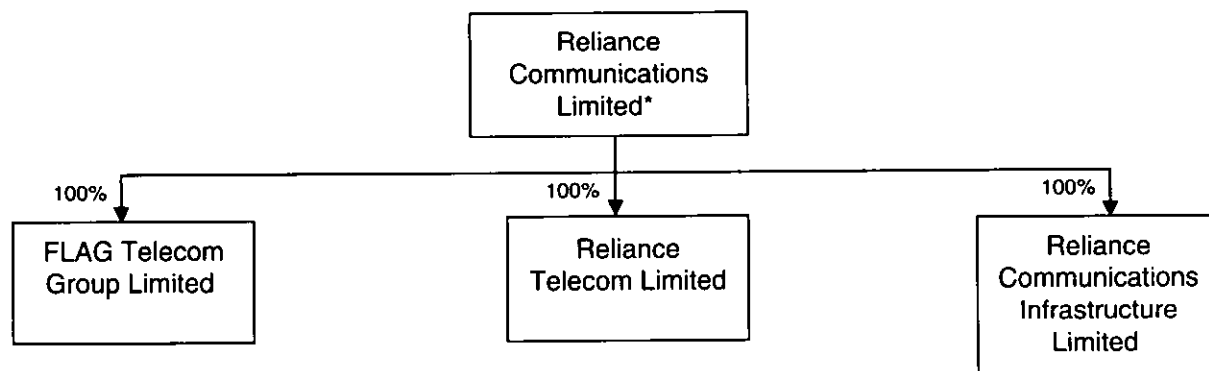 Reliance
Communications
Limited*
100%
100%
100%
FLAG Telecom
Group Limited
Reliance
Telecom Limited
Reliance
Communications
Infrastructure
Limited